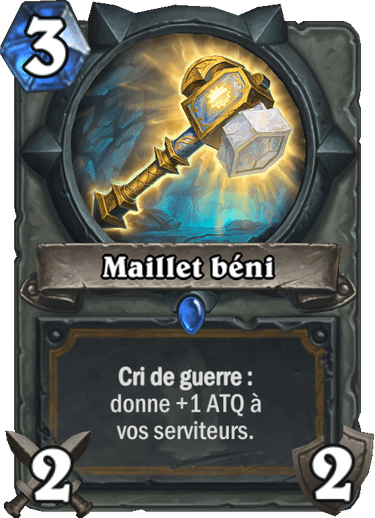 3
Maillet béni
Cri de guerre :
donne +1 ATQ à
vos serviteurs.
2 2